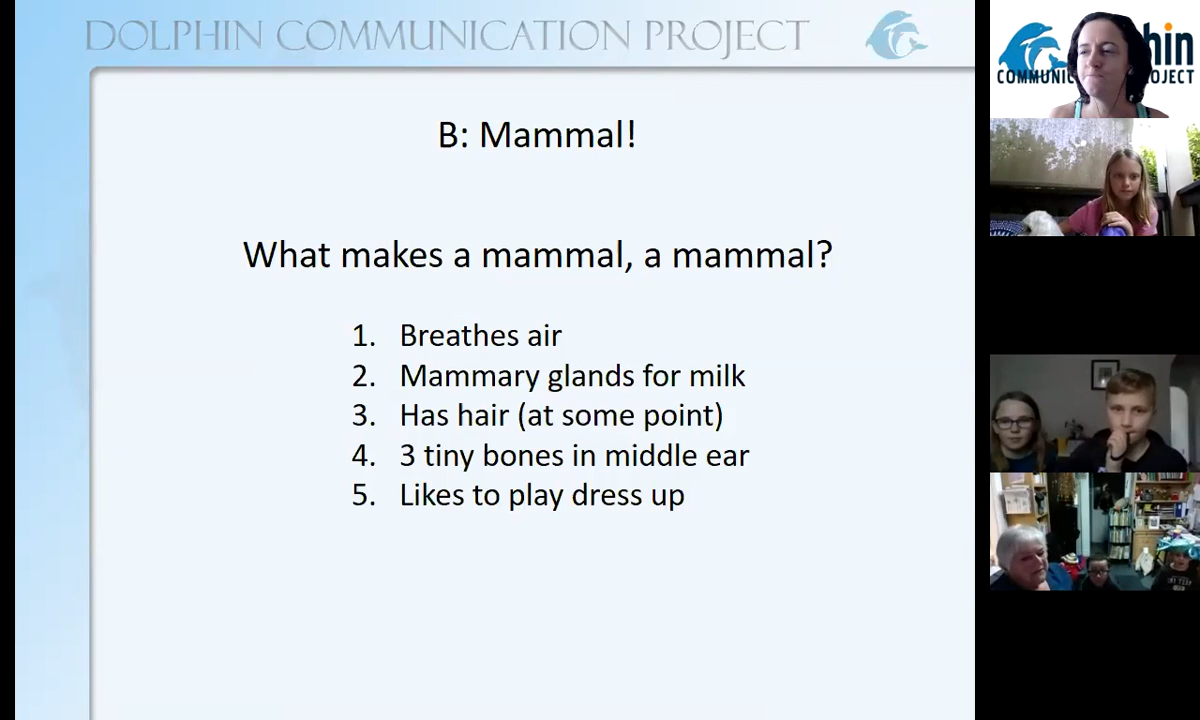 DOLPHIN COMMUNICATION PROJECT
B: Mammal!
What makes a mammal, a mammal?
1. Breathes air
2. Mammary glands for milk
3. Has hair (at some point)
4. 3 tiny bones in middle ear
5. Likes to play dress up